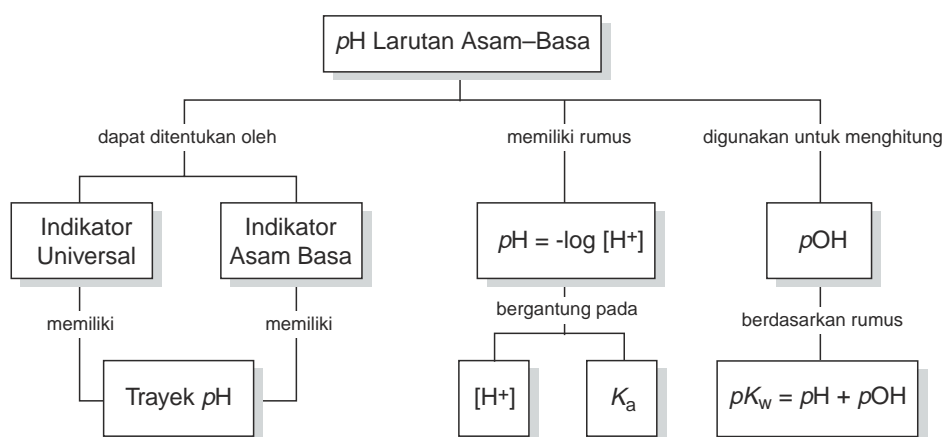 pH Larutan Asam–Basa
dapat ditentukan oleh
memiliki rumus
digunakan untuk menghitung
Indikator
Universal
Indikator
Asam Basa
pH = -log [H+]
pOH
memiliki
memiliki
bergantung pada
berdasarkan rumus
Trayek pH
[H+]
Ka
pKw = pH + pOH